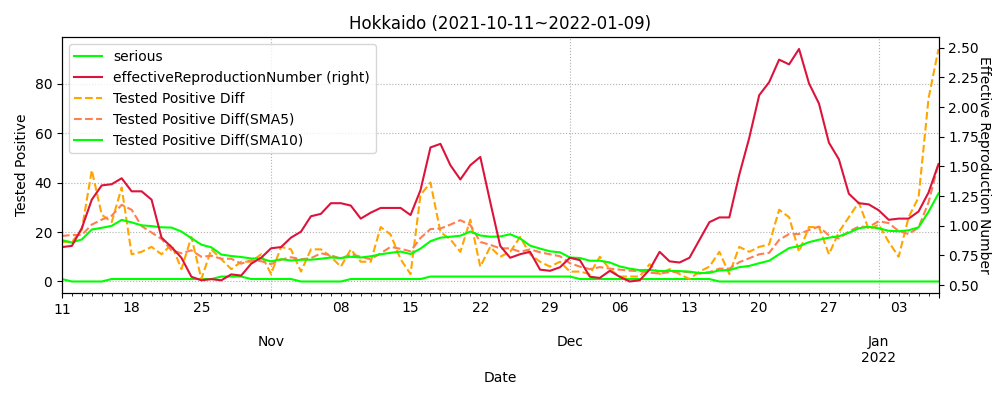 Hokkaido (2021-10-11~2022-01-09)
serious
effectiveReproductionNumber (right)
Tested Positive Diff
Tested Positive Diff(SMA5)
Tested Positive Diff(SMA10)
Tested Positive
80
60
40
20
0
2.50
2.25
2.00
1.75
1.50
1.25
1.00
0.75
0.50
Effective Reproduction Number
11 18 25 08 15 22 29 06 13 20 27 03
Nov Dec Jan
2022
Date